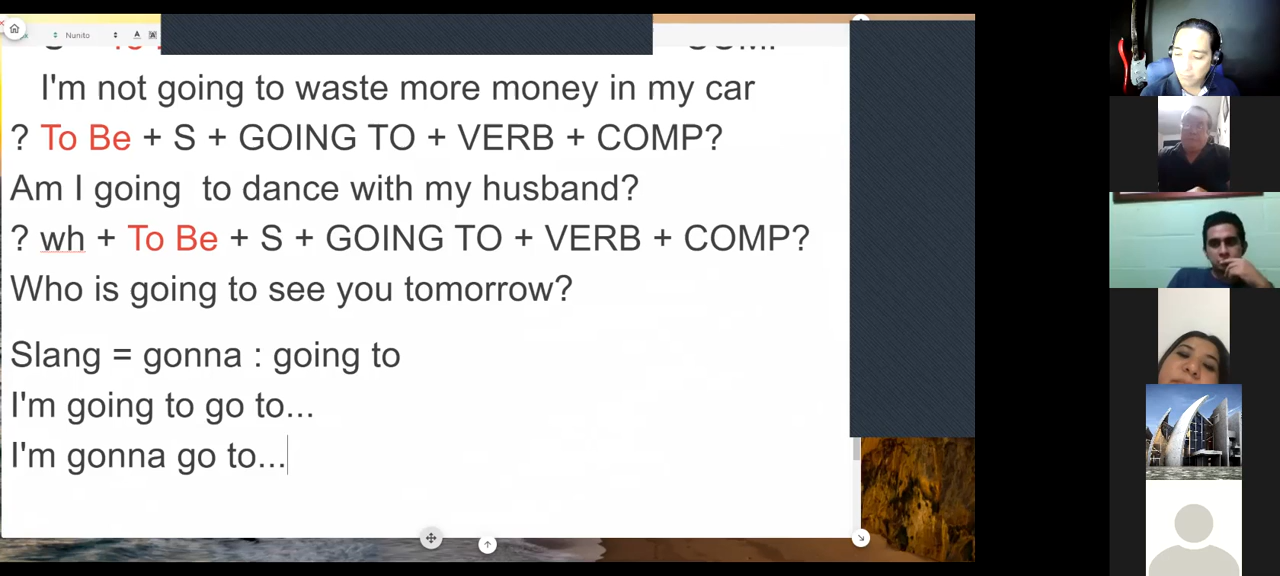 Nunito A A
I'm not going to waste more money in my car
? To Be + S + GOING TO + VERB + COMP?
Am I going to dance with my husband?
? wh + To Be + S + GOING TO + VERB + COMP?
Who is going to see you tomorrow?
Slang = gonna : going to
I'm going to go to...
I'm gonna go to...